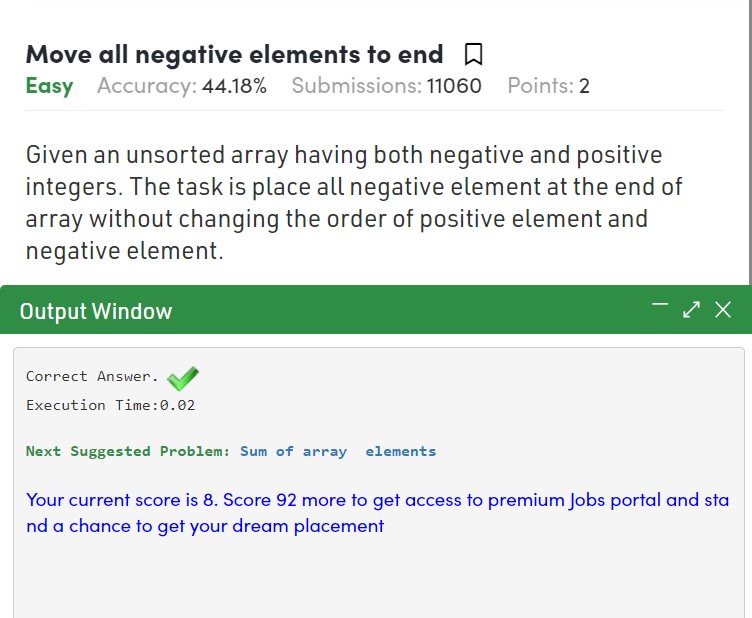 Move all negative elements to end
Easy Accuracy: 44.18% Submissions: 11060 Points: 2
Given an unsorted array having both negative and positive
integers. The task is place all negative element at the end of
array without changing the order of positive element and
negative element.
Output Window
Correct Answer.
Execution Time:0.02
Next Suggested Problem: Sum of array  elements
Your current score is 8. Score 92 more to get access to premium Jobs portal and sta
nd a chance to get your dream placement